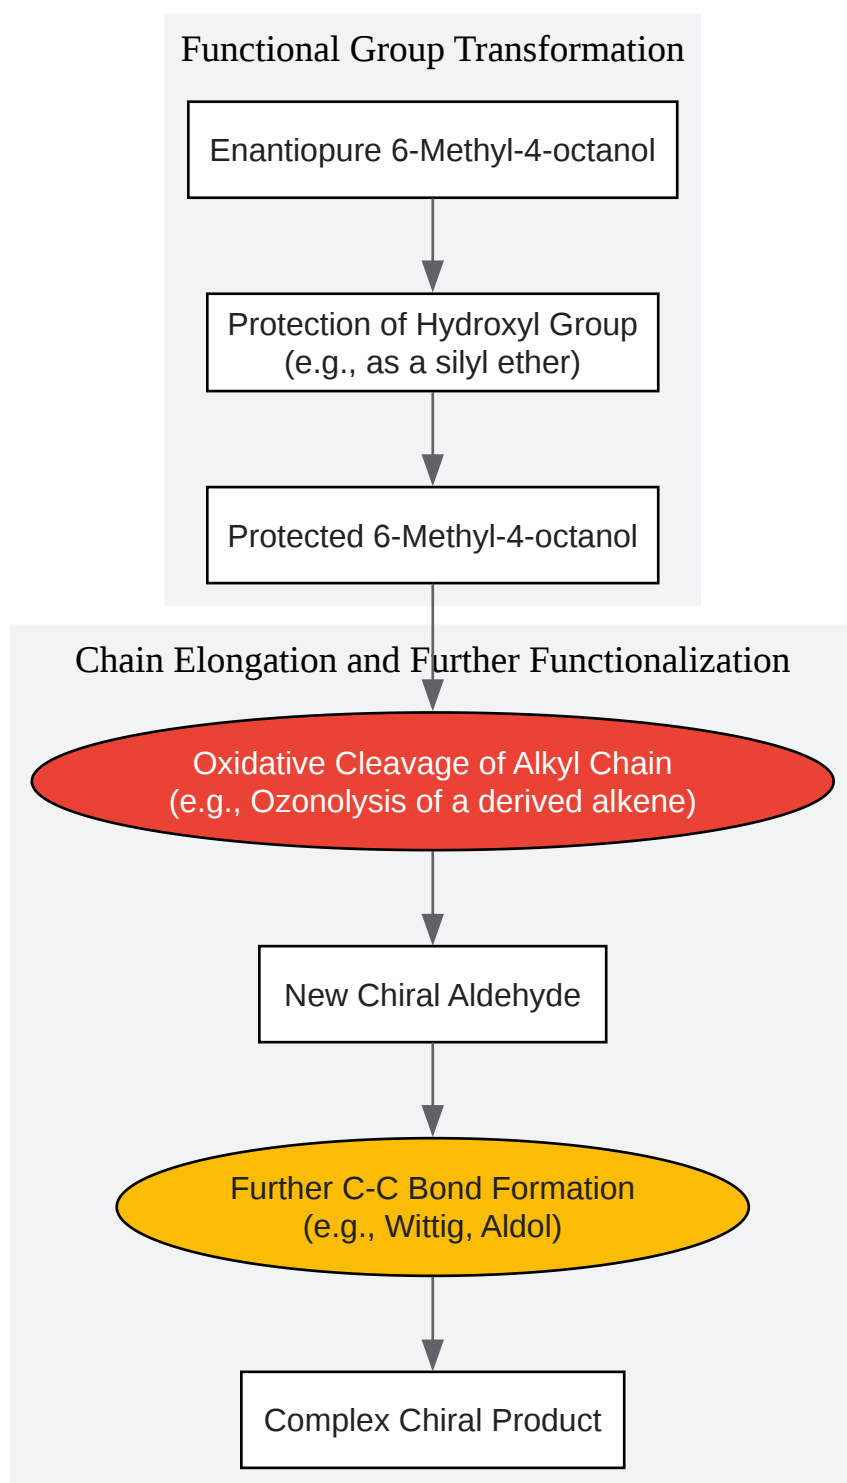 Functional Group Transformation
Enantiopure 6-Methyl-4-octanol
Protection of Hydroxyl Group
(e.g., as a silyl ether)
Protected 6-Methyl-4-octanol
Chain Elongation and Further Functionalization
Oxidative Cleavage of Alkyl Chain
(e.g., Ozonolysis of a derived alkene)
New Chiral Aldehyde
Further C-C Bond Formation
(e.g., Wittig, Aldol)
Complex Chiral Product